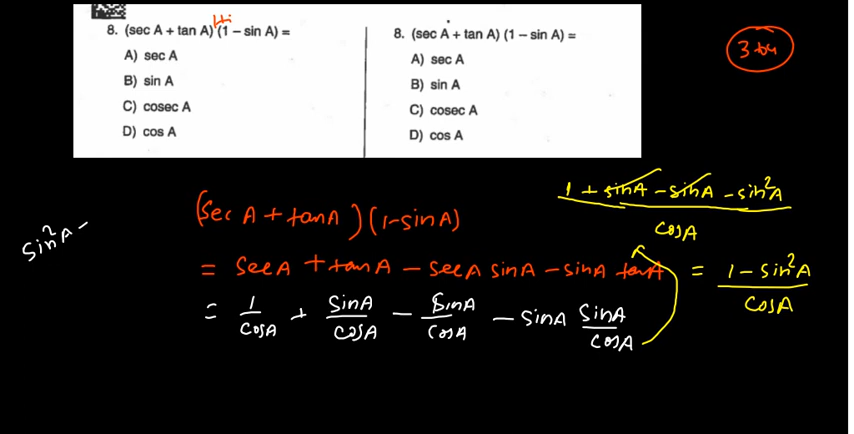 8. (sec A + tan A) (1 – sin A) =
A) sec A
B) sin A
C) cosec A
D) cos A
8. (sec A + tan A) (1 – sin A) =
A) sec A
B) sin A
C) cosec A
D) cos A
(Sec A + tanA) (1-sinA)
= SecA + tanA - secA sinA - sinA tanA
= 1/cosA + sinA/cosA - sinA/cosA - sinA sinA/cosA
1 + sinA - sinA - sin²A / cosA
= 1 - sin²A / cosA
sin²A -